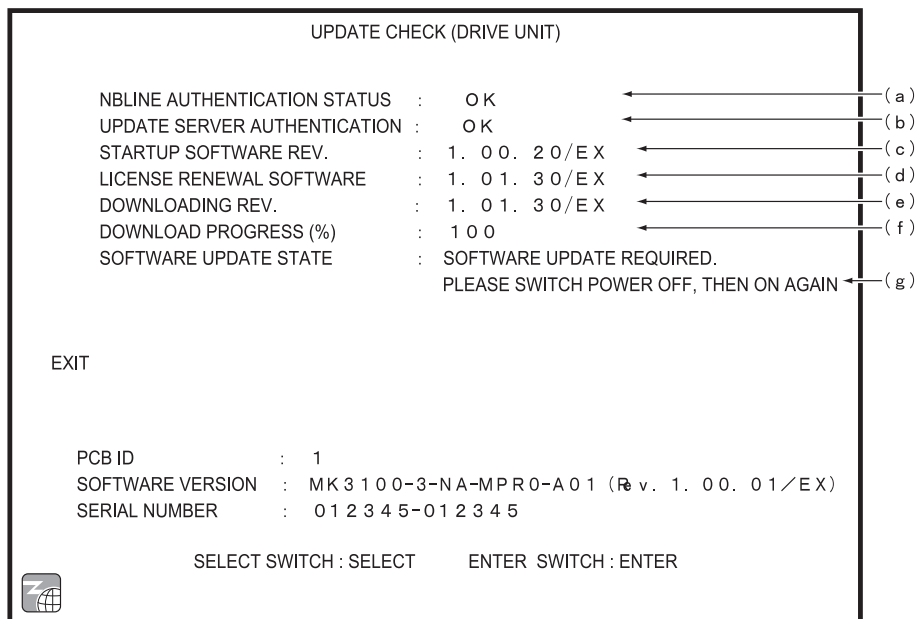 UPDATE CHECK (DRIVE UNIT)
NBLINE AUTHENTICATION STATUS : OK (a)
UPDATE SERVER AUTHENTICATION : OK (b)
STARTUP SOFTWARE REV. : 1. 00. 20/EX (c)
LICENSE RENEWAL SOFTWARE : 1. 01. 30/EX (d)
DOWNLOADING REV. : 1. 01. 30/EX (e)
DOWNLOAD PROGRESS (%) : 100 (f)
SOFTWARE UPDATE STATE : SOFTWARE UPDATE REQUIRED.
PLEASE SWITCH POWER OFF, THEN ON AGAIN (g)
EXIT
PCB ID : 1
SOFTWARE VERSION : MK3100-3-NA-MPR0-A01 (Rev. 1. 00. 01/EX)
SERIAL NUMBER : 012345-012345
SELECT SWITCH : SELECT ENTER SWITCH : ENTER